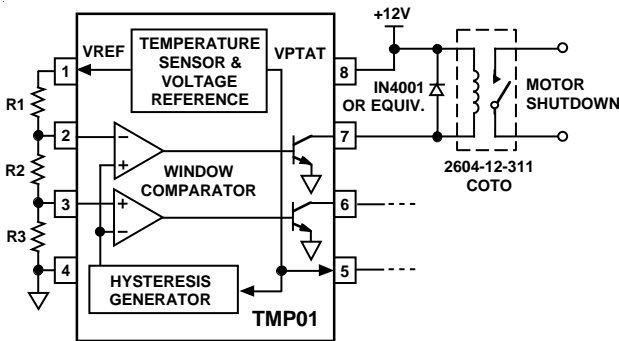 +12V
1
VREF
TEMPERATURE
SENSOR &
VOLTAGE
REFERENCE
VPTAT
8
R1
IN4001
OR EQUIV.
MOTOR
SHUTDOWN
2
−
+
7
2604-12-311
COTO
R2
WINDOW
COMPARATOR
3
+
−
6
R3
4
HYSTERESIS
GENERATOR
5
TMP01